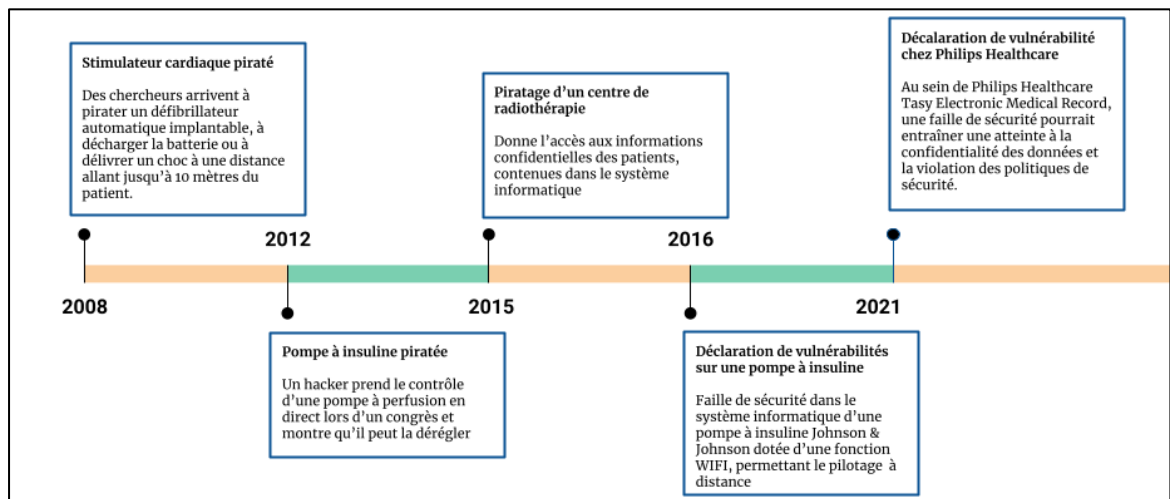 Stimulateur cardiaque piraté
Des chercheurs arrivent à
pirater un défibrillateur
automatique implantable, à
décharger la batterie ou à
délivrer un choc à une distance
allant jusqu'à 10 mètres du
patient.
Piratage d'un centre de
radiothérapie
Donne l'accès aux informations
confidentielles des patients,
contenues dans le système
informatique
Décalaration de vulnérabilité
chez Philips Healthcare
Au sein de Philips Healthcare
Tasy Electronic Medical Record,
une faille de sécurité pourrait
entraîner une atteinte à la
confidentialité des données et
la violation des politiques de
sécurité.
2012
2016
2008
2015
2021
Pompe à insuline piratée
Un hacker prend le contrôle
d'une pompe à perfusion en
direct lors d'un congrès et
montre qu'il peut la dérégler
Déclaration de vulnérabilités
sur une pompe à insuline
Faille de sécurité dans le
système informatique d'une
pompe à insuline Johnson &
Johnson dotée d'une fonction
WIFI, permettant le pilotage à
distance